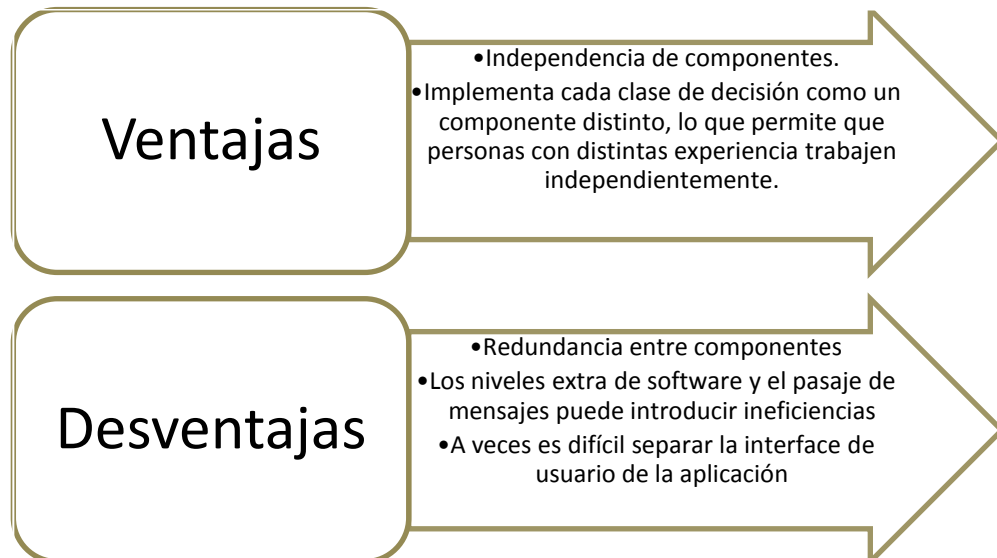 Ventajas
•Independencia de componentes.
•Implementa cada clase de decisión como un
componente distinto, lo que permite que
personas con distintas experiencia trabajen
independientemente.
Desventajas
•Redundancia entre componentes
•Los niveles extra de software y el pasaje de
mensajes puede introducir ineficiencias
•A veces es difícil separar la interface de
usuario de la aplicación